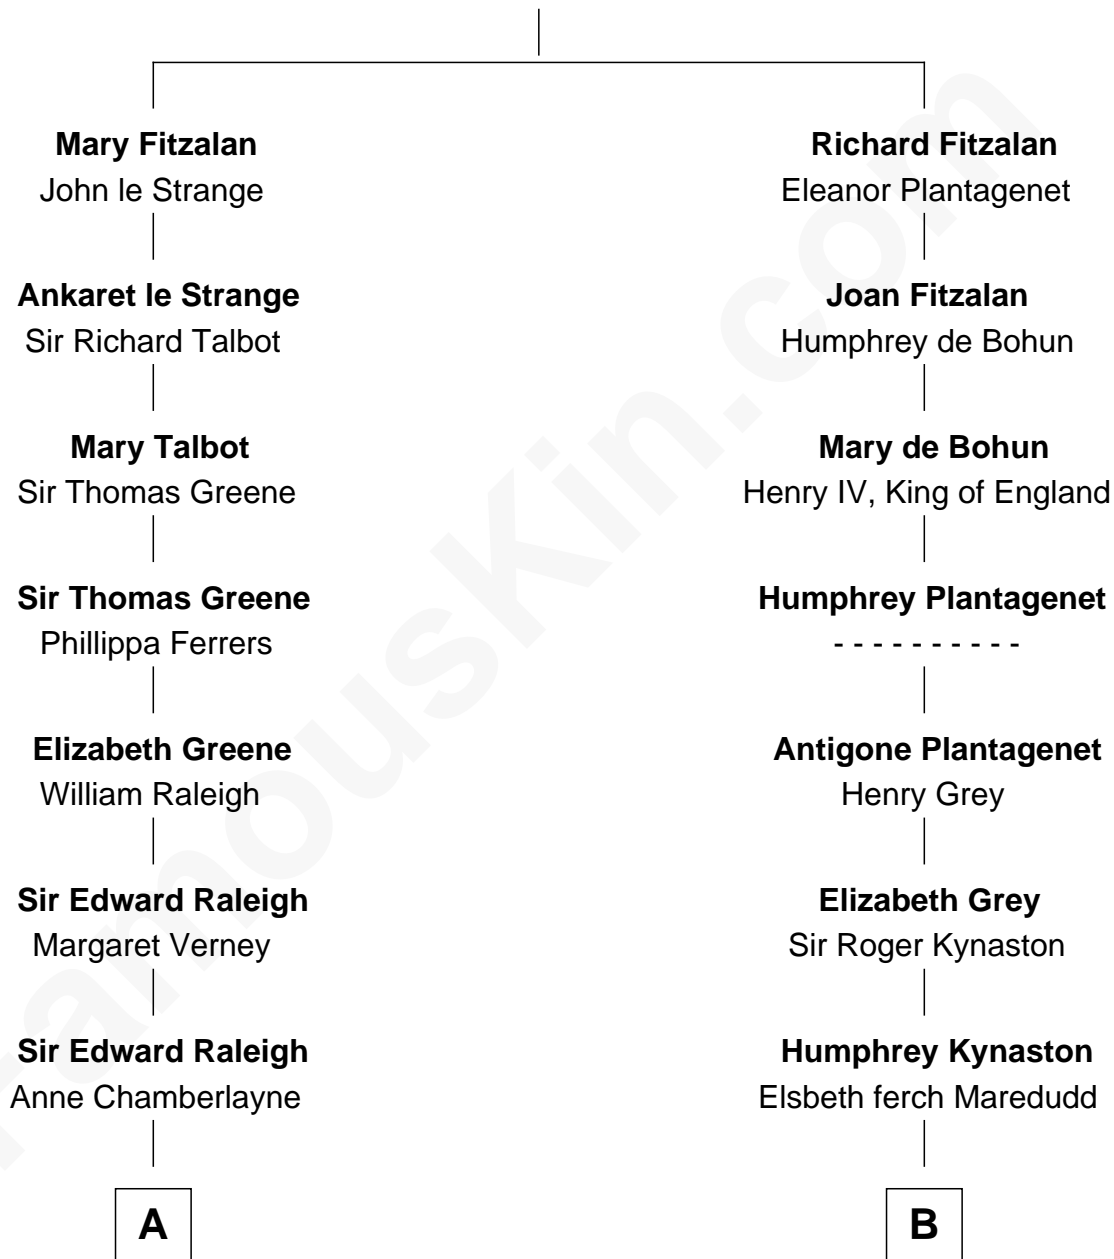 Mary Fitzalan
John le Strange
Ankaret le Strange
Sir Richard Talbot
Mary Talbot
Sir Thomas Greene
Sir Thomas Greene
Phillippa Ferrers
Elizabeth Greene
William Raleigh
Sir Edward Raleigh
Margaret Verney
Sir Edward Raleigh
Anne Chamberlayne
A
Richard Fitzalan
Eleanor Plantagenet
Joan Fitzalan
Humphrey de Bohun
Mary de Bohun
Henry IV, King of England
Humphrey Plantagenet
- - - - - - - - - -
Antigone Plantagenet
Henry Grey
Elizabeth Grey
Sir Roger Kynaston
Humphrey Kynaston
Elsbeth ferch Maredudd
B
FamousKin.com